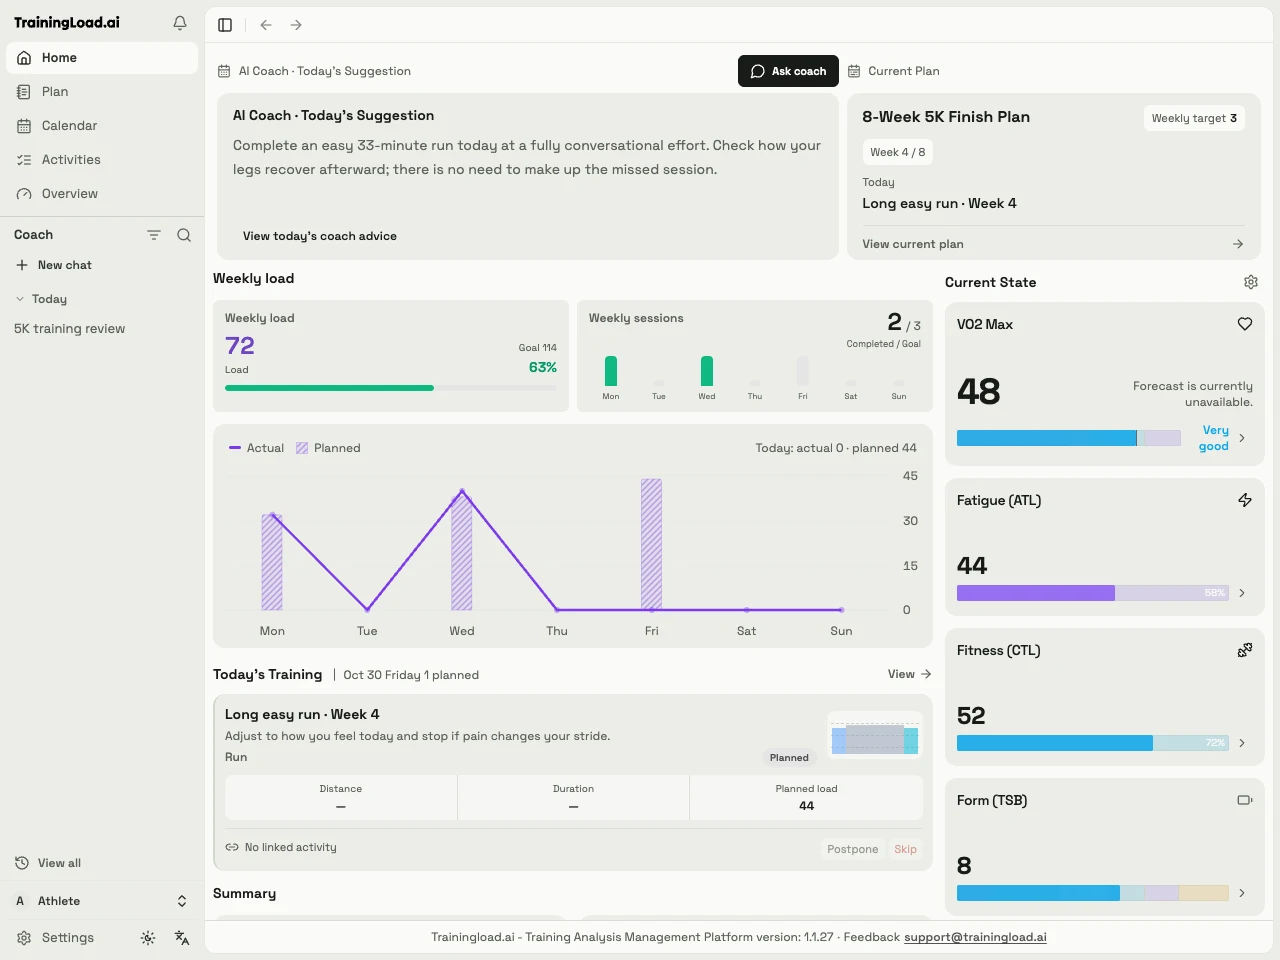 TrainingLoad.ai
Home
Plan
Calendar
Activities
Overview
Coach
New chat
Today
5K training review
View all
A Athlete
Settings
AI Coach · Today's Suggestion
Ask coach
AI Coach · Today's Suggestion
Complete an easy 33-minute run today at a fully conversational effort. Check how your
legs recover afterward; there is no need to make up the missed session.
View today's coach advice
Current Plan
8-Week 5K Finish Plan
Weekly target 3
Week 4 / 8
Today
Long easy run · Week 4
View current plan
Weekly load
Weekly load
72
Load
Goal 114
63%
Weekly sessions
2 / 3
Completed / Goal
Mon Tue Wed Thu Fri Sat Sun
Actual Planned
Today: actual 0 · planned 44
45
30
15
0
Mon Tue Wed Thu Fri Sat Sun
Today's Training | Oct 30 Friday 1 planned
View
Long easy run · Week 4
Adjust to how you feel today and stop if pain changes your stride.
Run
Planned
Distance
—
Duration
—
Planned load
44
No linked activity
Postpone Skip
Summary
Current State
VO2 Max
48
Forecast is currently
unavailable.
Very
good
Fatigue (ATL)
44
58%
Fitness (CTL)
52
72%
Form (TSB)
8
Trainingload.ai - Training Analysis Management Platform version: 1.1.27 · Feedback support@trainingload.ai